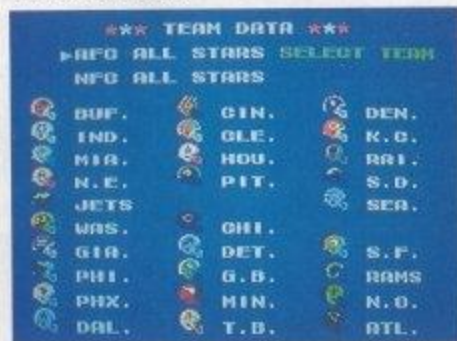 *** TEAM DATA ***
▶AFC ALL STARS SELECT TEAM
NFC ALL STARS
BUF. CIN. DEN.
IND. CLE. K.C.
MIA. HOU. RAI.
N.E. PIT. S.D.
JETS SEA.
WAS. CHI.
GIA. DET. S.F.
PHI. G.B. RAMS
PHX. MIN. N.O.
DAL. T.B. ATL.